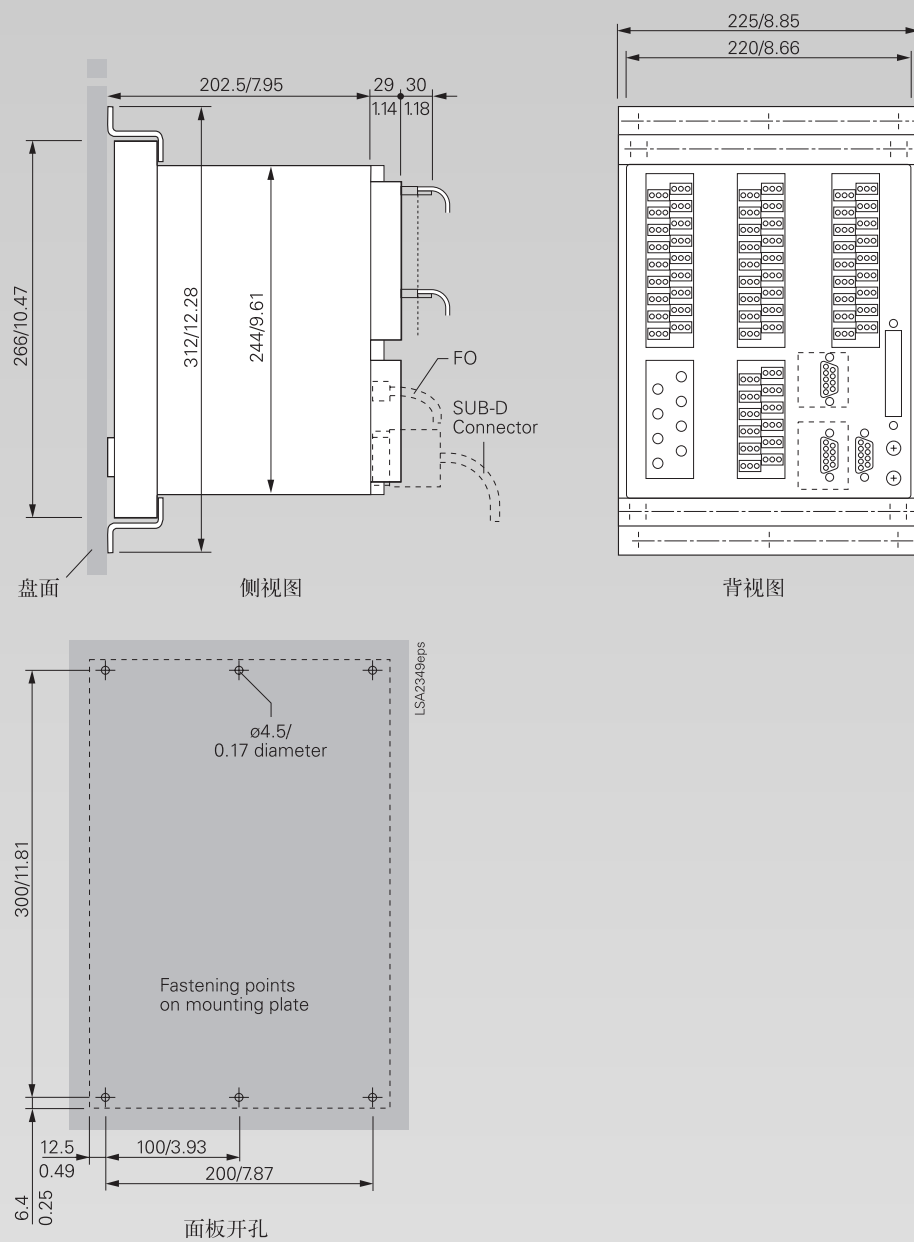 225/8.85
220/8.66
202.5/7.95
29
1.14
30
1.18
266/10.47
312/12.28
244/9.61
FO
SUB-D
Connector
盘面
侧视图
背视图
LSA2349eps
ø4.5/
0.17 diameter
300/11.81
Fastening points
on mounting plate
12.5
0.49
100/3.93
200/7.87
6.4
0.25
面板开孔